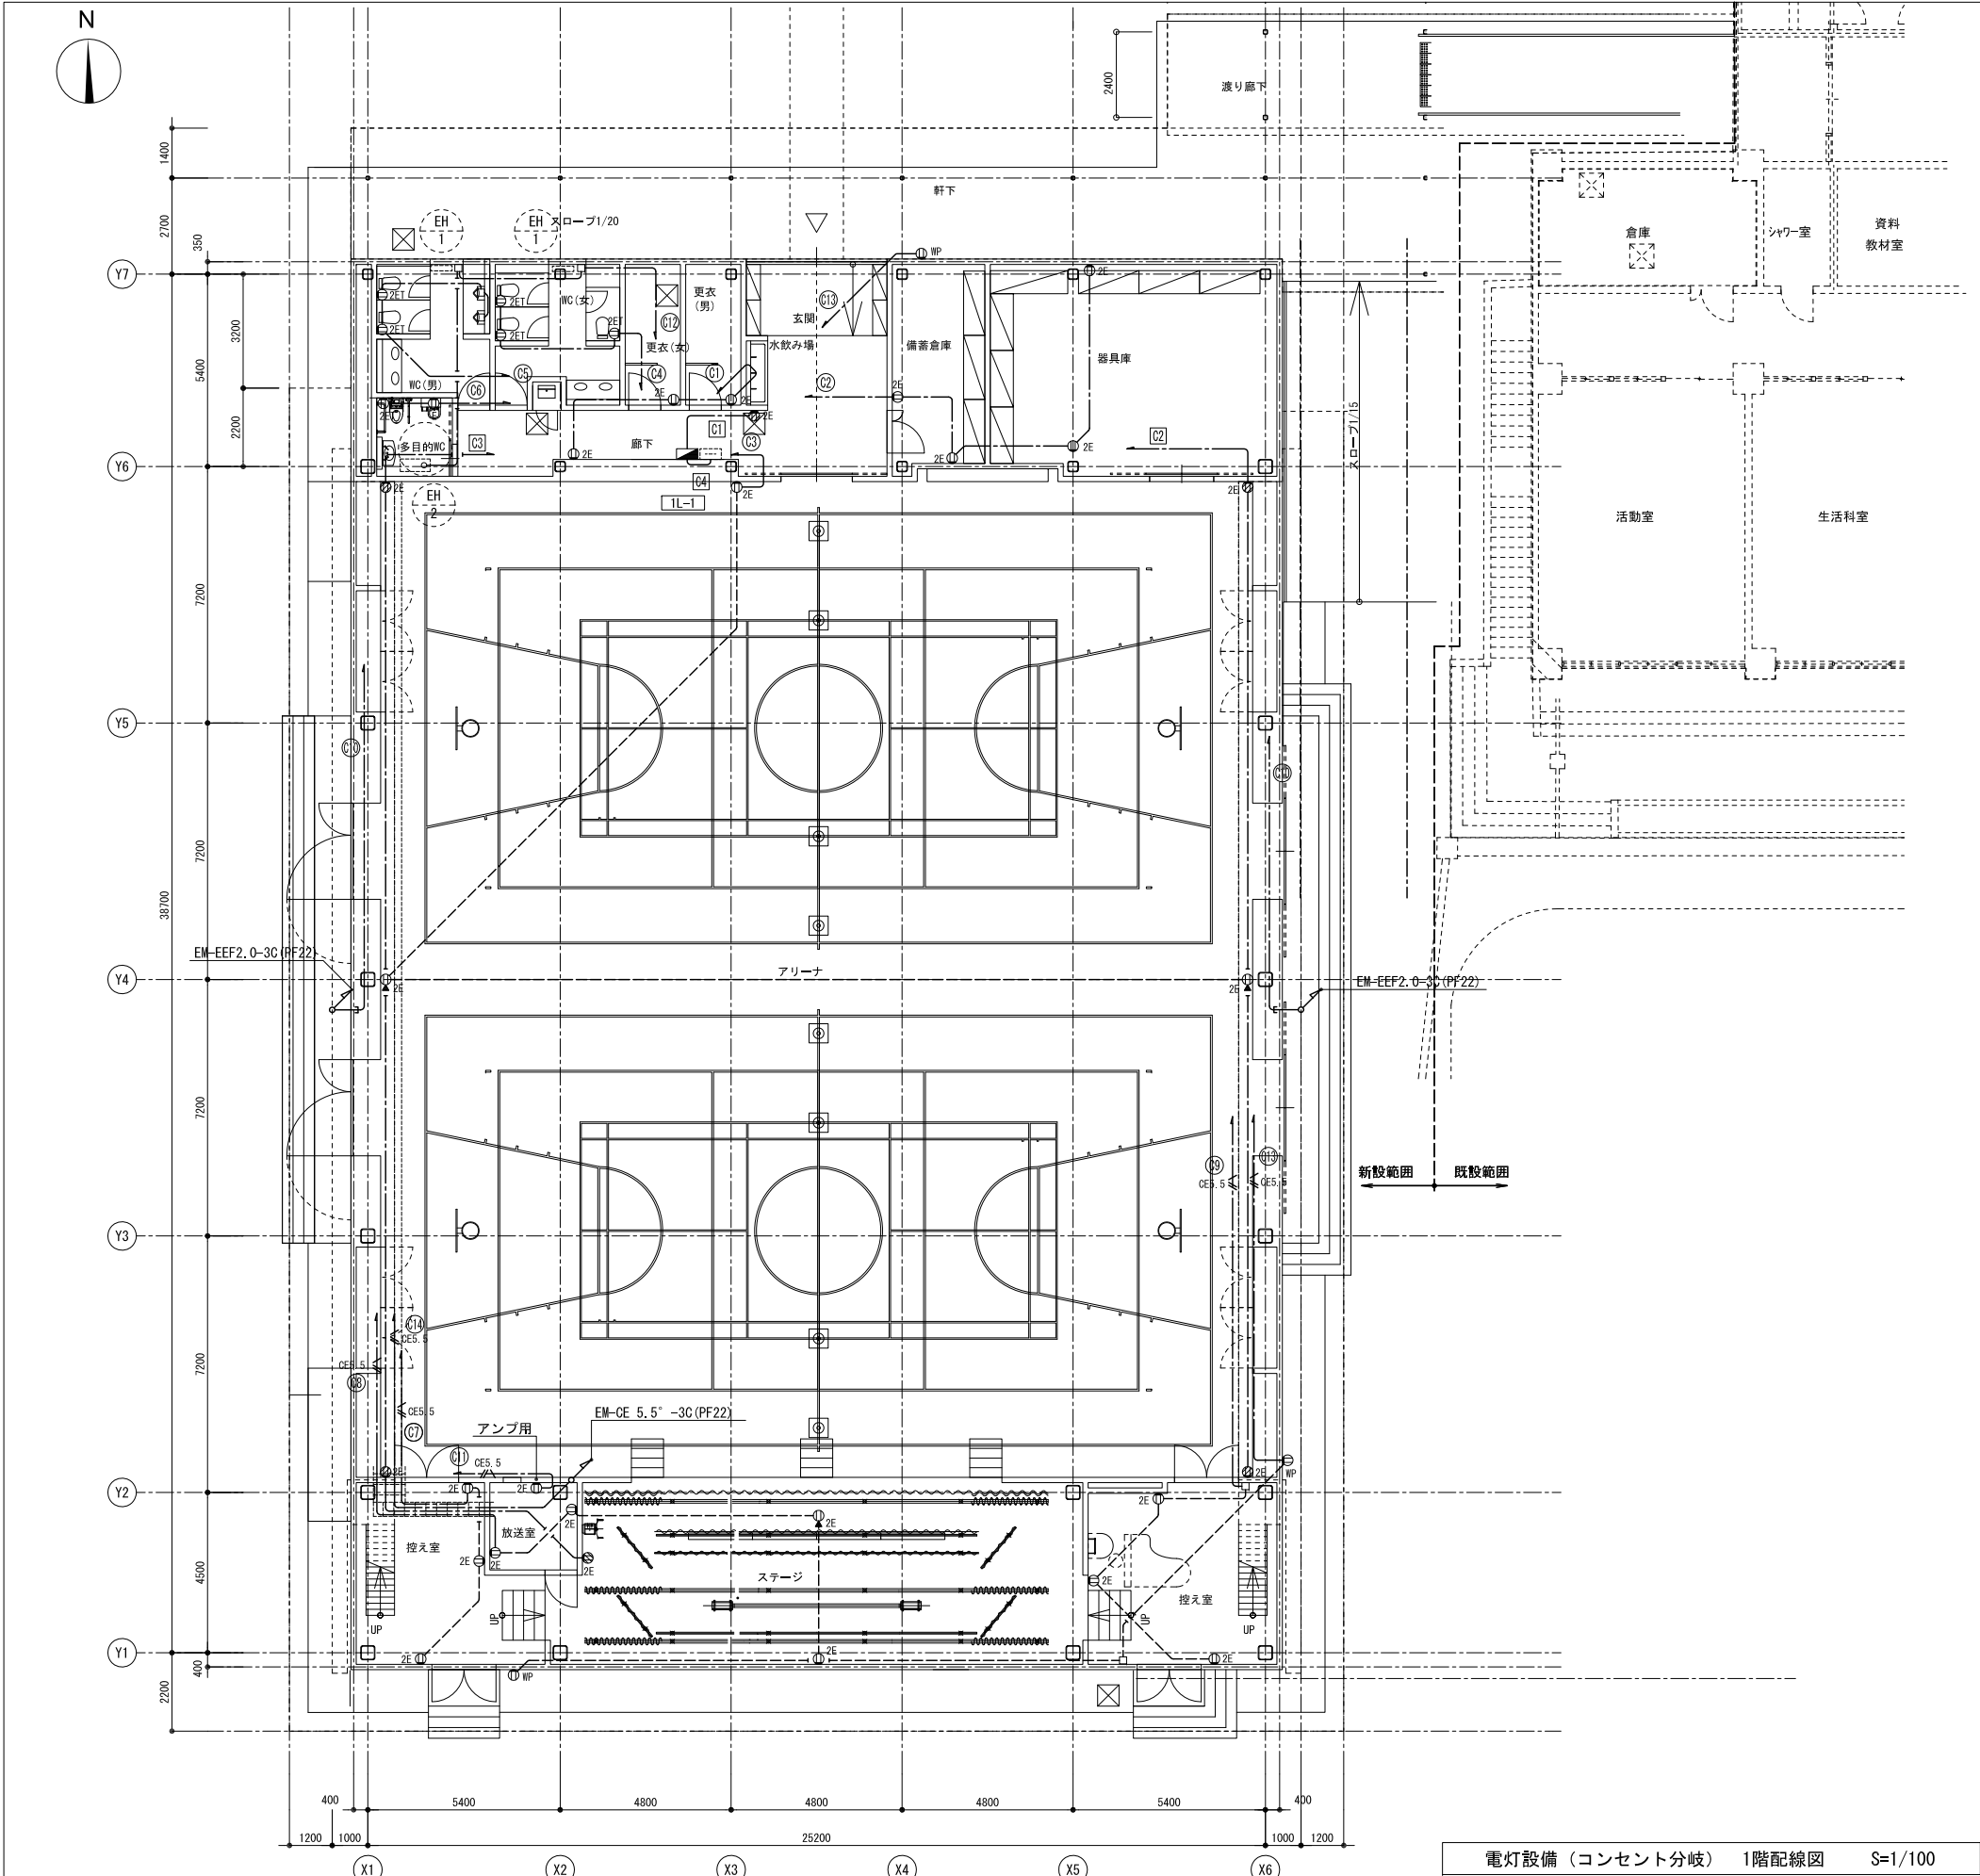 N
2400
渡り廊下
1400
軒下
2700
350
EH
1
EH
1
スロープ1/20
倉庫
シャワー室
資料
教材室
WP
Y7
2E
2ET
2ET
WC(女)
更衣
(男)
C13
玄関
3200
2ET
2ET
2ET
C12
更衣(女)
水飲み場
備蓄倉庫
器具庫
5400
WC(男)
C6
C5
C4
C1
C2
2E
2E
2E
2200
2E
2E
2E
C1
多目的WC
C3
廊下
C3
C2
スロープ1/15
2E
2E
2E
Y6
C4
EH
2
2E
1L-1
2E
2E
活動室
生活科室
7200
Y5
C10
7200
38700
EM-EEF2.0-3C(PF22)
アリーナ
Y4
2E
2E
EM-EEF2.0-3C(PF22)
7200
C9
CE5.5
CE5.5
新設範囲
既設範囲
Y3
7200
C14
CE5.5
CE5.5
C8
CE5.5
C7
アンプ用
EM-CE 5.5°-3C(PF22)
C11
CE5.5
2E
2E
WP
2E
2E
2E
Y2
放送室
2E
2E
控え室
2E
2E
4500
ステージ
2E
控え室
UP
UP
UP
UP
Y1
2E
2E
2E
WP
400
2200
400
5400
4800
4800
4800
5400
400
1200
1000
25200
1000
1200
X1
X2
X3
X4
X5
X6
電灯設備(コンセント分岐) 1階配線図 S=1/100